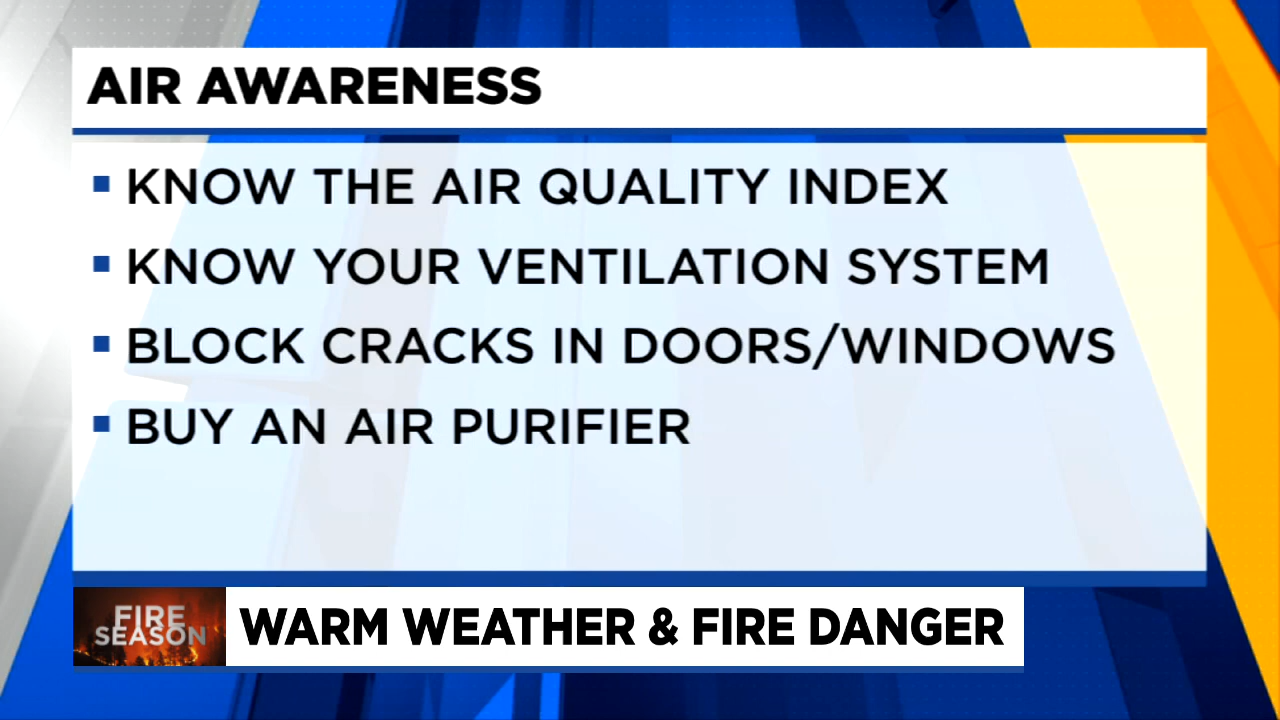 AIR AWARENESS
KNOW THE AIR QUALITY INDEX
KNOW YOUR VENTILATION SYSTEM
BLOCK CRACKS IN DOORS/WINDOWS
BUY AN AIR PURIFIER
FIRE
SEASON
WARM WEATHER & FIRE DANGER